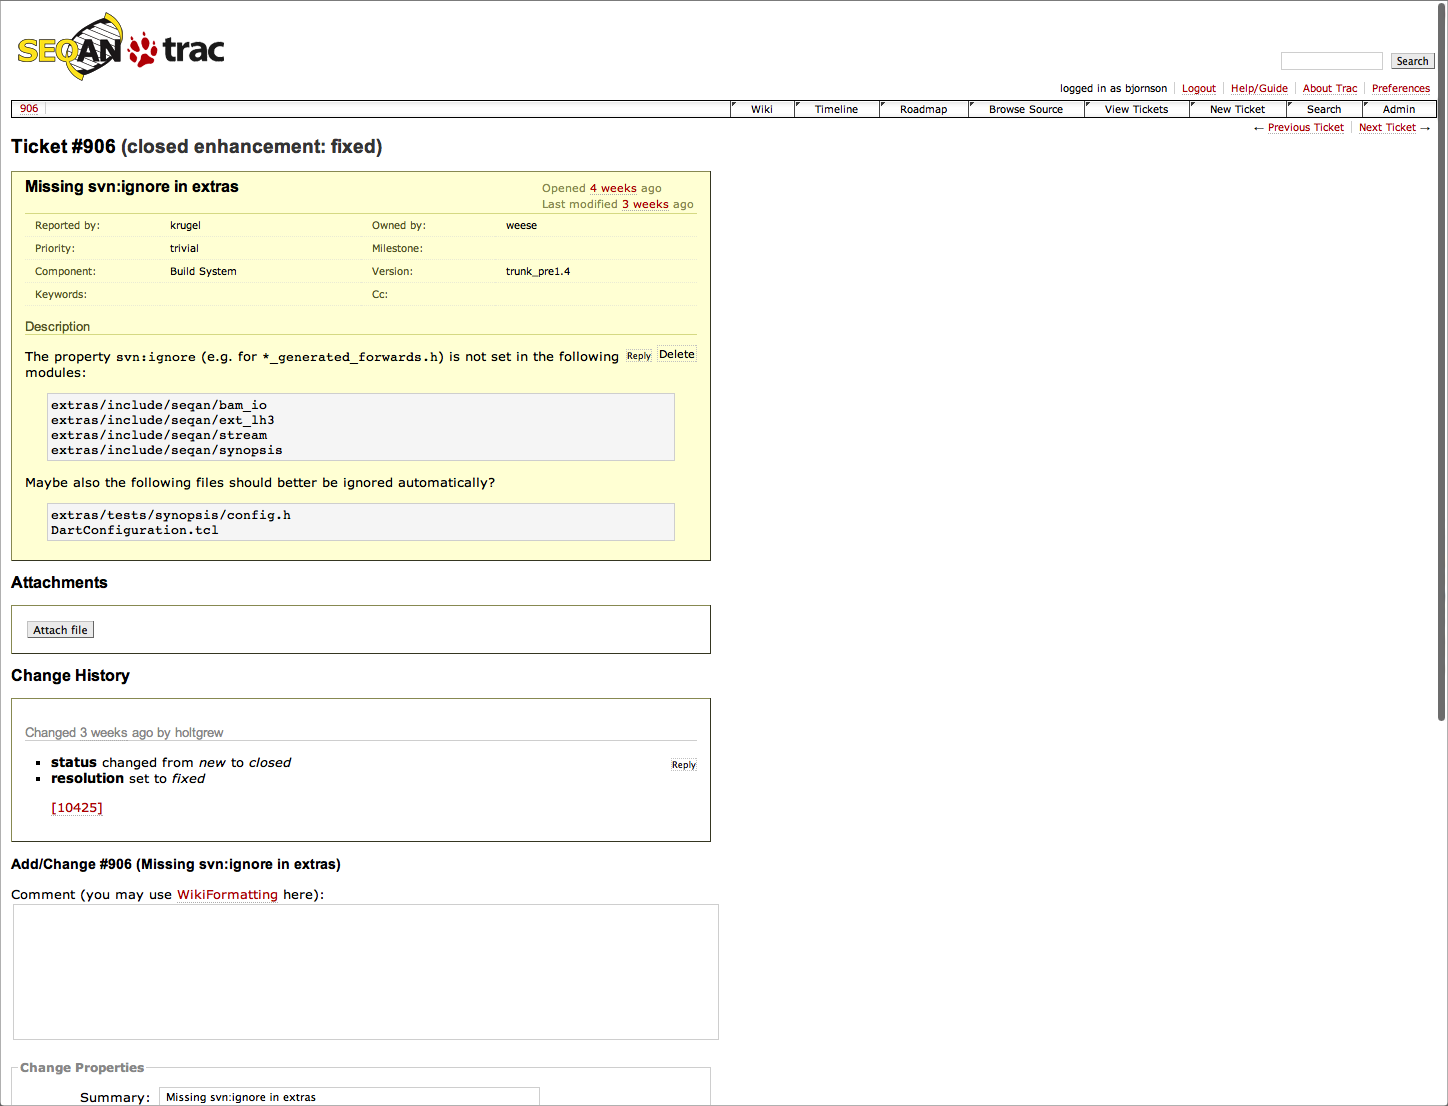 SEQAN trac
Search
logged in as bjornson Logout Help/Guide About Trac Preferences
906 Wiki Timeline Roadmap Browse Source View Tickets New Ticket Search Admin
← Previous Ticket Next Ticket →
Ticket #906 (closed enhancement: fixed)
Missing svn:ignore in extras
Opened 4 weeks ago
Last modified 3 weeks ago
Reported by: krugel Owned by: weese
Priority: trivial Milestone:
Component: Build System Version: trunk_pre1.4
Keywords: Cc:
Description
The property svn:ignore (e.g. for *_generated_forwards.h) is not set in the following Reply Delete
modules:
extras/include/seqan/bam_io
extras/include/seqan/ext_lh3
extras/include/seqan/stream
extras/include/seqan/synopsis
Maybe also the following files should better be ignored automatically?
extras/tests/synopsis/config.h
DartConfiguration.tcl
Attachments
Attach file
Change History
Changed 3 weeks ago by holtgrew
▪ status changed from new to closed Reply
▪ resolution set to fixed
[10425]
Add/Change #906 (Missing svn:ignore in extras)
Comment (you may use WikiFormatting here):
Change Properties
Summary: Missing svn:ignore in extras